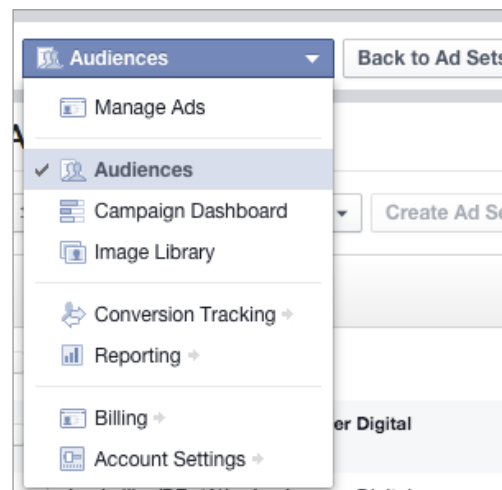 Audiences
Back to Ad Sets
Manage Ads
Audiences
Campaign Dashboard
Create Ad Se
Image Library
Conversion Tracking
Reporting
Billing
er Digital
Account Settings